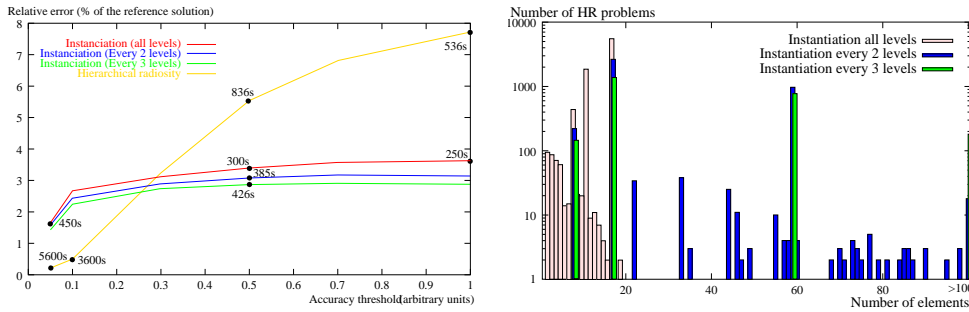 Relative error (% of the reference solution)
8
7
6
5
4
3
2
1
0
Instanciation (all levels)
Instanciation (Every 2 levels)
Instanciation (Every 3 levels)
Hierarchical radiosity
536s
836s
300s
385s
426s
250s
450s
5600s
3600s
0 0.1 0.2 0.3 0.4 0.5 0.6 0.7 0.8 0.9 1
Accuracy threshold(arbitrary units)
Number of HR problems
10000
1000
100
10
1
Instantiation all levels
Instantiation every 2 levels
Instantiation every 3 levels
20 40 60 80 >100
Number of elements